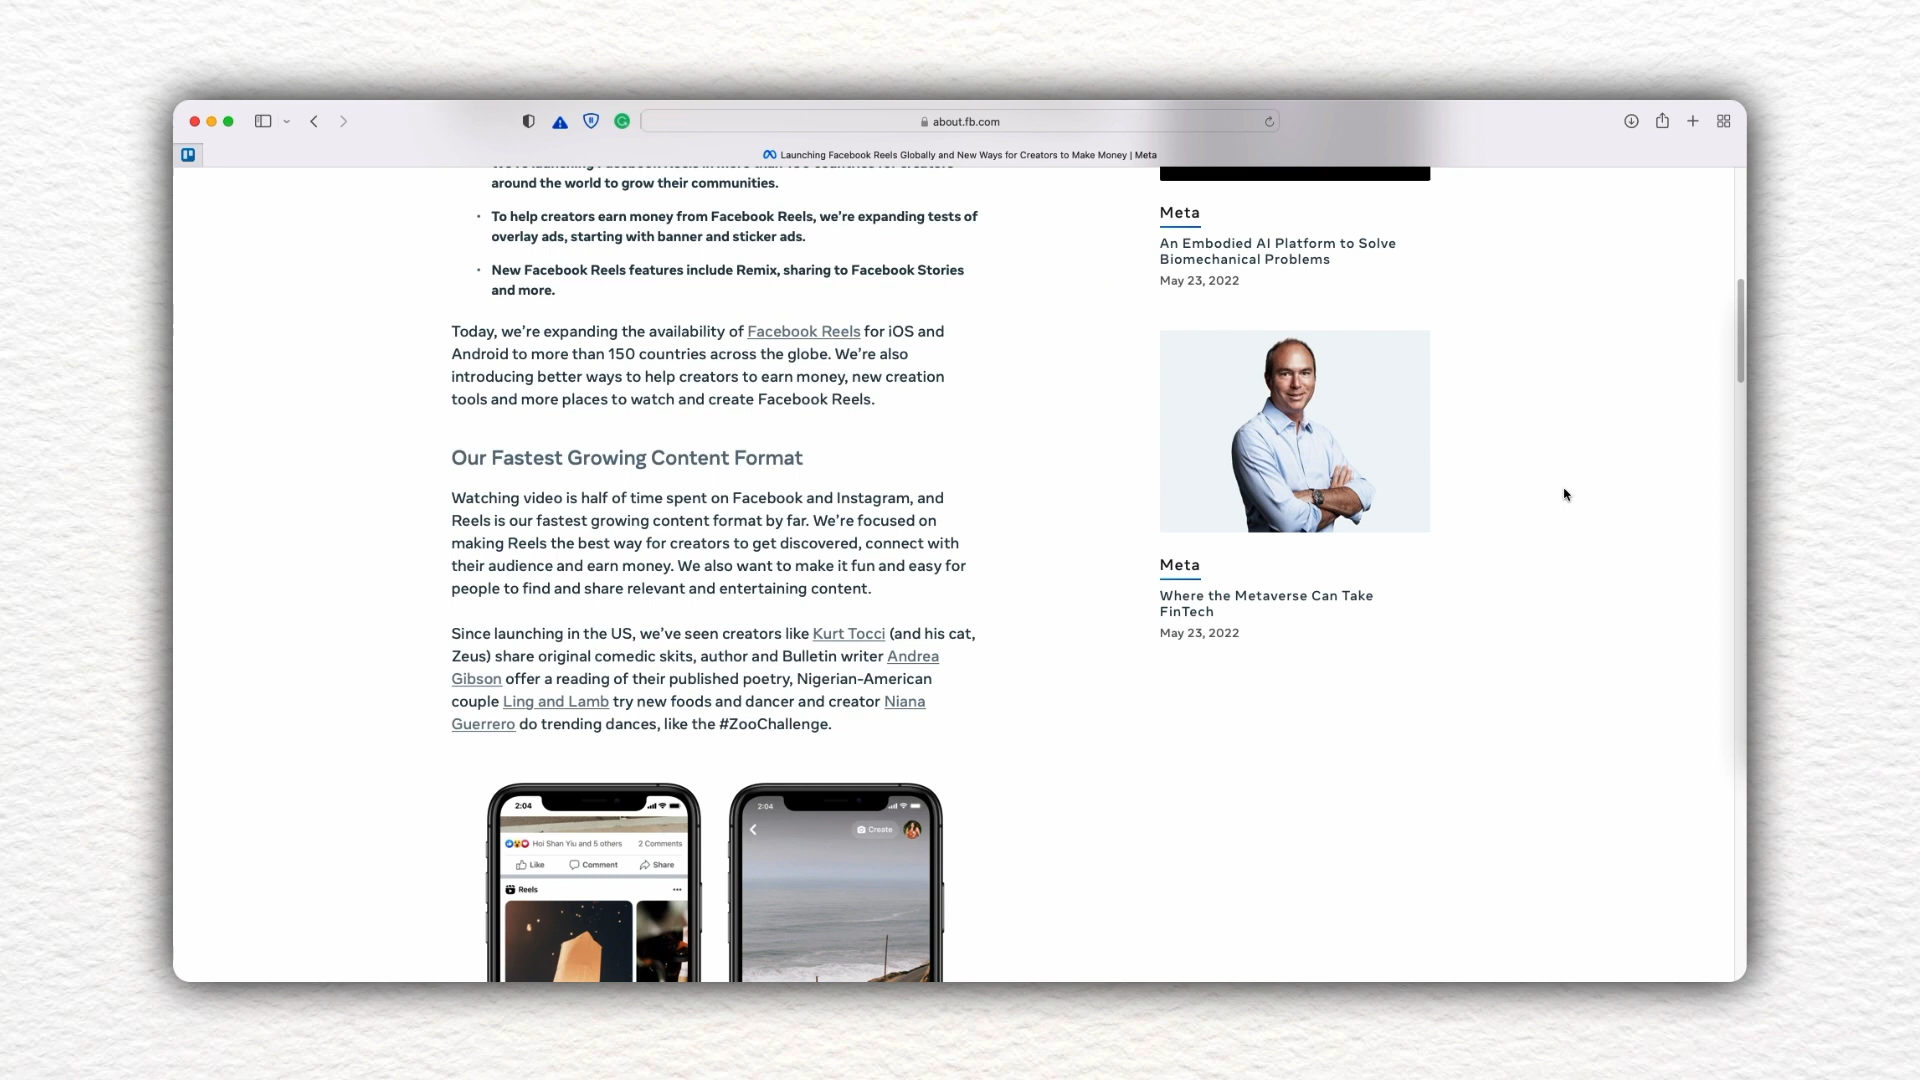 about.fb.com
Launching Facebook Reels Globally and New Ways for Creators to Make Money | Meta
around the world to grow their communities.
• To help creators earn money from Facebook Reels, we're expanding tests of
overlay ads, starting with banner and sticker ads.
• New Facebook Reels features include Remix, sharing to Facebook Stories
and more.
Today, we're expanding the availability of Facebook Reels for iOS and
Android to more than 150 countries across the globe. We're also
introducing better ways to help creators to earn money, new creation
tools and more places to watch and create Facebook Reels.
Our Fastest Growing Content Format
Watching video is half of time spent on Facebook and Instagram, and
Reels is our fastest growing content format by far. We're focused on
making Reels the best way for creators to get discovered, connect with
their audience and earn money. We also want to make it fun and easy for
people to find and share relevant and entertaining content.
Since launching in the US, we've seen creators like Kurt Tocci (and his cat,
Zeus) share original comedic skits, author and Bulletin writer Andrea
Gibson offer a reading of their published poetry, Nigerian-American
couple Ling and Lamb try new foods and dancer and creator Niana
Guerrero do trending dances, like the #ZooChallenge.
2:04
Hoi Shan Yiu and 5 others 2 Comments
Like Comment Share
Reels
2:04
Create
Meta
An Embodied AI Platform to Solve
Biomechanical Problems
May 23, 2022
Meta
Where the Metaverse Can Take
FinTech
May 23, 2022